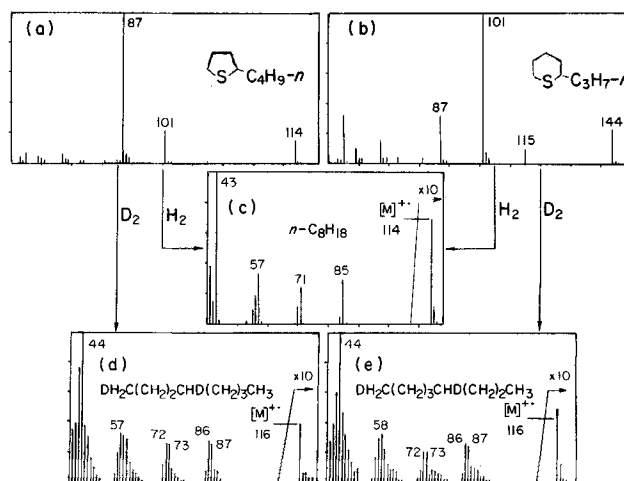 (a)
87
101
114
S
C4H9-n
(b)
101
87
115
144
S
C3H7-n
D2
H2
H2
D2
(c)
43
n-C8H18
57
71
85
x10
[M]+·
114
(d)
44
DH2C(CH2)2CHD(CH2)3CH3
57
72
73
86
87
x10
[M]+·
116
(e)
44
DH2C(CH2)3CHD(CH2)2CH3
58
72
73
86
87
x10
[M]+·
116